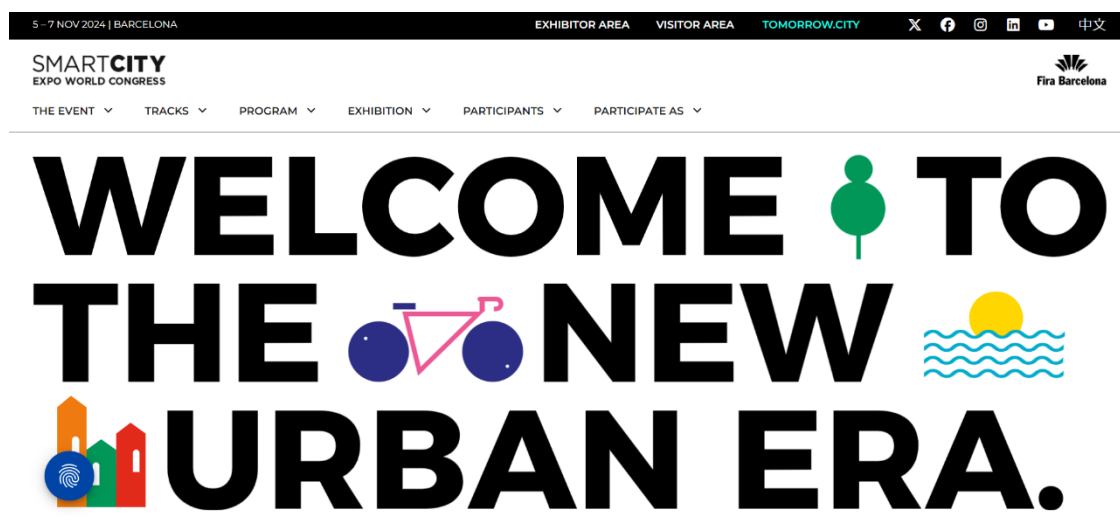 5 – 7 NOV 2024 | BARCELONA EXHIBITOR AREA VISITOR AREA TOMORROW.CITY 中文
SMARTCITY
EXPO WORLD CONGRESS
Fira Barcelona
THE EVENT TRACKS PROGRAM EXHIBITION PARTICIPANTS PARTICIPATE AS
WELCOME TO
THE NEW
URBAN ERA.